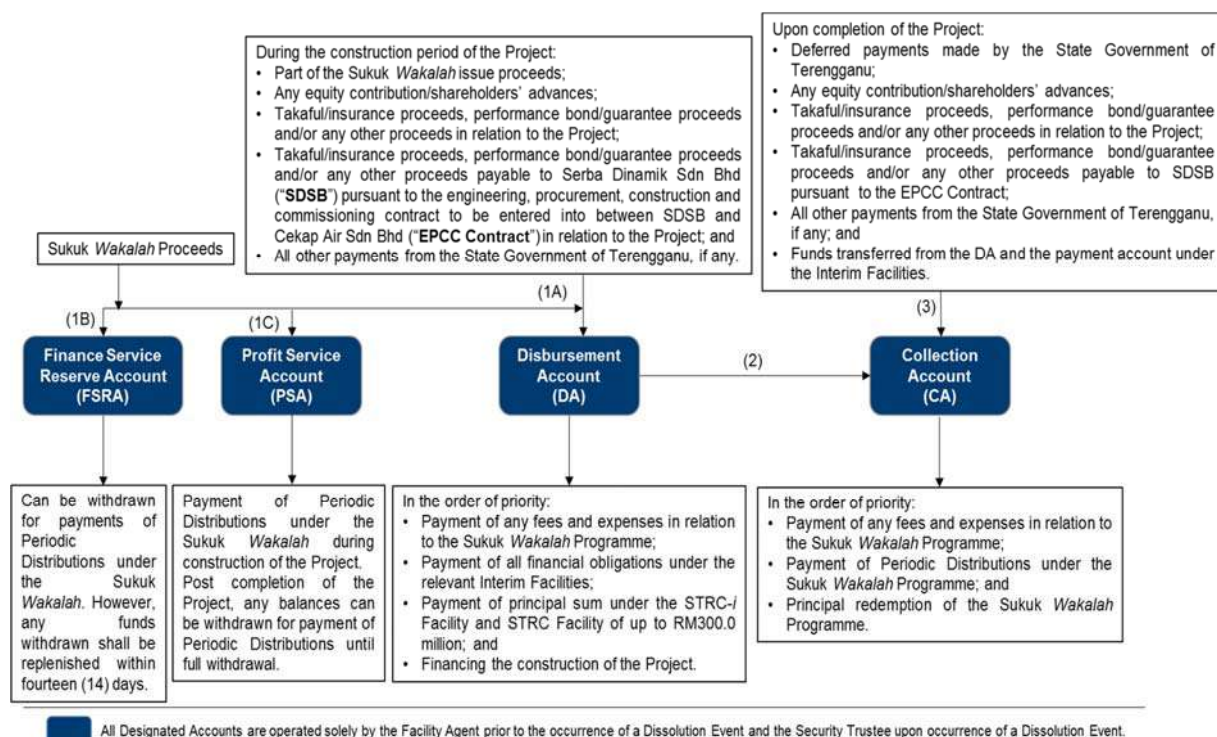 During the construction period of the Project:
• Part of the Sukuk Wakalah issue proceeds;
• Any equity contribution/shareholders' advances;
• Takaful/insurance proceeds, performance bond/guarantee proceeds
and/or any other proceeds in relation to the Project;
• Takaful/insurance proceeds, performance bond/guarantee proceeds
and/or any other proceeds payable to Serba Dinamik Sdn Bhd
("SDSB") pursuant to the engineering, procurement, construction and
commissioning contract to be entered into between SDSB and
Cekap Air Sdn Bhd ("EPCC Contract") in relation to the Project; and
• All other payments from the State Government of Terengganu, if any.
Upon completion of the Project:
• Deferred payments made by the State Government of
Terengganu;
• Any equity contribution/shareholders' advances;
• Takaful/insurance proceeds, performance bond/guarantee
proceeds and/or any other proceeds in relation to the Project;
• Takaful/insurance proceeds, performance bond/guarantee
proceeds and/or any other proceeds payable to SDSB
pursuant to the EPCC Contract;
• All other payments from the State Government of Terengganu,
if any; and
• Funds transferred from the DA and the payment account under
the Interim Facilities.
Sukuk Wakalah Proceeds
(1A)
(1B)
(1C)
(3)
Finance Service
Reserve Account
(FSRA)
Profit Service
Account
(PSA)
Disbursement
Account
(DA)
(2)
Collection
Account
(CA)
Can be withdrawn
for payments of
Periodic
Distributions under
the Sukuk
Wakalah. However,
any funds
withdrawn shall be
replenished within
fourteen (14) days.
Payment of Periodic
Distributions under the
Sukuk Wakalah during
construction of the Project.
Post completion of the
Project, any balances can
be withdrawn for payment of
Periodic Distributions until
full withdrawal.
In the order of priority:
• Payment of any fees and expenses in relation
to the Sukuk Wakalah Programme;
• Payment of all financial obligations under the
relevant Interim Facilities;
• Payment of principal sum under the STRC-i
Facility and STRC Facility of up to RM300.0
million; and
• Financing the construction of the Project.
In the order of priority:
• Payment of any fees and expenses in relation to
the Sukuk Wakalah Programme;
• Payment of Periodic Distributions under the
Sukuk Wakalah Programme; and
• Principal redemption of the Sukuk Wakalah
Programme.
All Designated Accounts are operated solely by the Facility Agent prior to the occurrence of a Dissolution Event and the Security Trustee upon occurrence of a Dissolution Event.